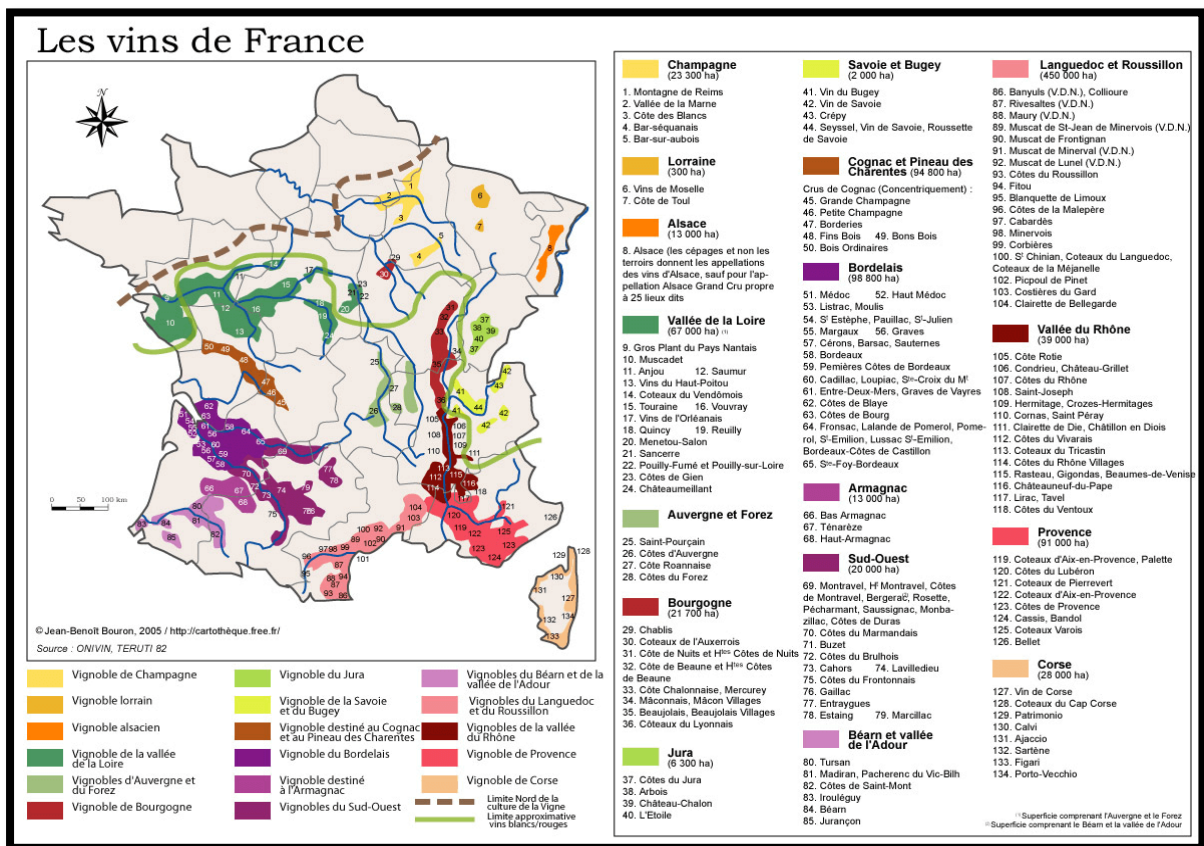 Les vins de France
© Jean-Benoît Bouron, 2005 / http://cartothèque.free.fr/
Source : ONIVIN, TERUTI 82
0 50 100 km
Vignoble de Champagne
Vignoble lorrain
Vignoble alsacien
Vignoble de la vallée
de la Loire
Vignobles d'Auvergne et
du Forez
Vignoble de Bourgogne
Vignoble du Jura
Vignoble de la Savoie
et du Bugey
Vignoble destiné au Cognac
et au Pineau des Charentes
Vignoble du Bordelais
Vignoble destiné
à l'Armagnac
Vignobles du Sud-Ouest
Vignobles du Béarn et de la
vallée de l'Adour
Vignobles du Languedoc
et du Roussillon
Vignobles de la vallée
du Rhône
Vignoble de Provence
Vignoble de Corse
Limite Nord de la
culture de la Vigne
Limite approximative
vins blancs/rouges
Champagne
(23 300 ha)
1. Montagne de Reims
2. Vallée de la Marne
3. Côte des Blancs
4. Bar-séquanais
5. Bar-sur-aubois
Lorraine
(300 ha)
6. Vins de Moselle
7. Côte de Toul
Alsace
(13 000 ha)
8. Alsace (les cépages et non les
terroirs donnent les appellations
des vins d'Alsace, sauf pour l'ap-
pellation Alsace Grand Cru propre
à 25 lieux dits
Vallée de la Loire
(67 000 ha) (1)
9. Gros Plant du Pays Nantais
10. Muscadet
11. Anjou 12. Saumur
13. Vins du Haut-Poitou
14. Coteaux du Vendômois
15. Touraine 16. Vouvray
17. Vins de l'Orléanais
18. Quincy 19. Reuilly
20. Menetou-Salon
21. Sancerre
22. Pouilly-Fumé et Pouilly-sur-Loire
23. Côtes de Gien
24. Châteaumeillant
Auvergne et Forez
25. Saint-Pourçain
26. Côtes d'Auvergne
27. Côte Roannaise
28. Côtes du Forez
Bourgogne
(21 700 ha)
29. Chablis
30. Coteaux de l'Auxerrois
31. Côte de Nuits et Htes Côtes de Nuits
32. Côte de Beaune et Htes Côtes
de Beaune
33. Côte Chalonnaise, Mercurey
34. Mâconnais, Mâcon Villages
35. Beaujolais, Beaujolais Villages
36. Côteaux du Lyonnais
Jura
(6 300 ha)
37. Côtes du Jura
38. Arbois
39. Château-Chalon
40. L'Etoile
Savoie et Bugey
(2 000 ha)
41. Vin du Bugey
42. Vin de Savoie
43. Crépy
44. Seyssel, Vin de Savoie, Roussette
de Savoie
Cognac et Pineau des
Charentes (94 800 ha)
Crus de Cognac (Concentriquement) :
45. Grande Champagne
46. Petite Champagne
47. Borderies
48. Fins Bois 49. Bons Bois
50. Bois Ordinaires
Bordelais
(98 800 ha)
51. Médoc 52. Haut Médoc
53. Listrac, Moulis
54. St Estèphe, Pauillac, St-Julien
55. Margaux 56. Graves
57. Cérons, Barsac, Sauternes
58. Bordeaux
59. Pemières Côtes de Bordeaux
60. Cadillac, Loupiac, Ste-Croix du Mt
61. Entre-Deux-Mers, Graves de Vayres
62. Côtes de Blaye
63. Côtes de Bourg
64. Fronsac, Lalande de Pomerol, Pome-
rol, St-Emilion, Lussac St-Emilion,
Bordeaux-Côtes de Castillon
65. Ste-Foy-Bordeaux
Armagnac
(13 000 ha)
66. Bas Armagnac
67. Ténarèze
68. Haut-Armagnac
Sud-Ouest
(20 000 ha)
69. Montravel, Ht Montravel, Côtes
de Montravel, Bergerac, Rosette,
Pécharmant, Saussignac, Monba-
zillac, Côtes de Duras
70. Côtes du Marmandais
71. Buzet
72. Côtes du Brulhois
73. Cahors 74. Lavilledieu
75. Côtes du Frontonnais
76. Gaillac
77. Entraygues
78. Estaing 79. Marcillac
Béarn et vallée
de l'Adour
80. Tursan
81. Madiran, Pacherenc du Vic-Bilh
82. Côtes de Saint-Mont
83. Irouléguy
84. Béarn
85. Jurançon
Languedoc et Roussillon
(450 000 ha)
86. Banyuls (V.D.N.), Collioure
87. Rivesaltes (V.D.N.)
88. Maury (V.D.N.)
89. Muscat de St-Jean de Minervois (V.D.N.)
90. Muscat de Frontignan
91. Muscat de Minerval (V.D.N.)
92. Muscat de Lunel (V.D.N.)
93. Côtes du Roussillon
94. Fitou
95. Blanquette de Limoux
96. Côtes de la Malepère
97. Cabardès
98. Minervois
99. Corbières
100. St Chinian, Coteaux du Languedoc,
Coteaux de la Méjanelle
102. Picpoul de Pinet
103. Costières du Gard
104. Clairette de Bellegarde
Vallée du Rhône
(39 000 ha)
105. Côte Rotie
106. Condrieu, Château-Grillet
107. Côtes du Rhône
108. Saint-Joseph
109. Hermitage, Crozes-Hermitages
110. Cornas, Saint Péray
111. Clairette de Die, Châtillon en Diois
112. Côtes du Vivarais
113. Coteaux du Tricastin
114. Côtes du Rhône Villages
115. Rasteau, Gigondas, Beaumes-de-Venise
116. Châteauneuf-du-Pape
117. Lirac, Tavel
118. Côtes du Ventoux
Provence
(91 000 ha)
119. Coteaux d'Aix-en-Provence, Palette
120. Côtes du Lubéron
121. Coteaux de Pierrevert
122. Coteaux d'Aix-en-Provence
123. Côtes de Provence
124. Cassis, Bandol
125. Coteaux Varois
126. Bellet
Corse
(28 000 ha)
127. Vin de Corse
128. Coteaux du Cap Corse
129. Patrimonio
130. Calvi
131. Ajaccio
132. Sartène
133. Figari
134. Porto-Vecchio
(1) Superficie comprenant l'Auvergne et le Forez
(2) Superficie comprenant le Béarn et la vallée de l'Adour